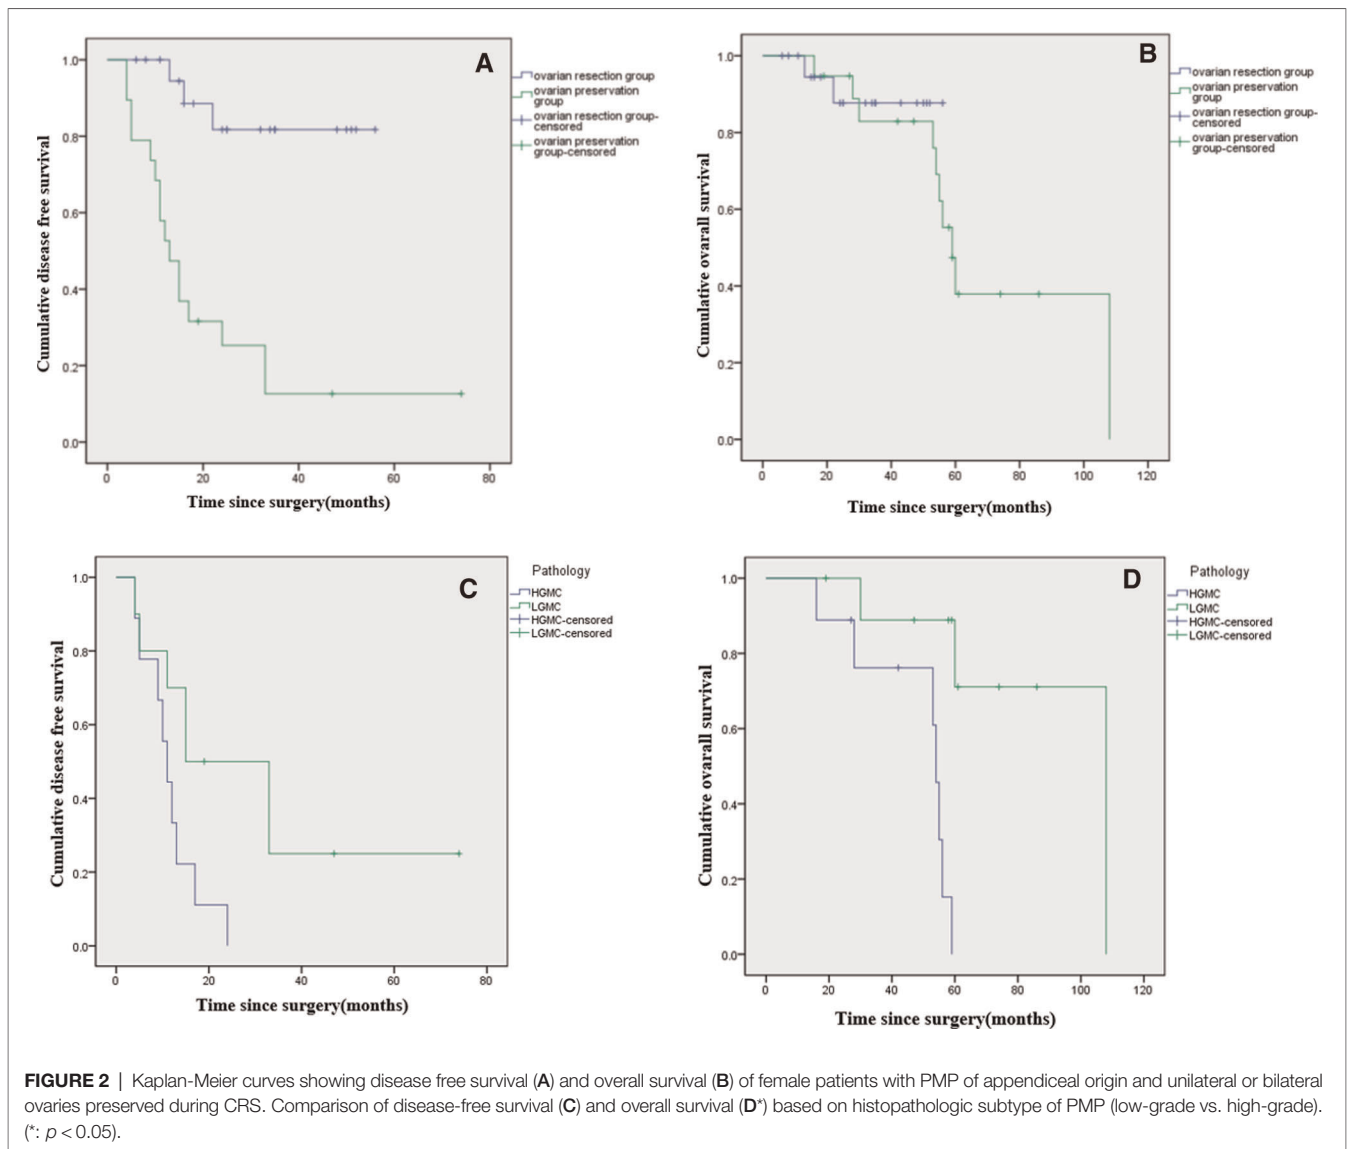 A
1.0
0.8
0.6
0.4
0.2
0.0
0 20 40 60 80
Cumulative disease free survival
Time since surgery(months)
ovarian resection group
ovarian preservation
group
ovarian resection group-
censored
ovarian preservation
group-censored
B
1.0
0.8
0.6
0.4
0.2
0.0
0 20 40 60 80 100 120
Cumulative ovarall survival
Time since surgery(months)
ovarian resection group
ovarian preservation
group
ovarian resection group-
censored
ovarian preservation
group-censored
C
1.0
0.8
0.6
0.4
0.2
0.0
0 20 40 60 80
Cumulative disease free survival
Time since surgery(months)
Pathology
HGMC
LGMC
HGMC-censored
LGMC-censored
D
1.0
0.8
0.6
0.4
0.2
0.0
0 20 40 60 80 100 120
Cumulative ovarall survival
Time since surgery(months)
Pathology
HGMC
LGMC
HGMC-censored
LGMC-censored
FIGURE 2 | Kaplan-Meier curves showing disease free survival (A) and overall survival (B) of female patients with PMP of appendiceal origin and unilateral or bilateral
ovaries preserved during CRS. Comparison of disease-free survival (C) and overall survival (D*) based on histopathologic subtype of PMP (low-grade vs. high-grade).
(*: p < 0.05).